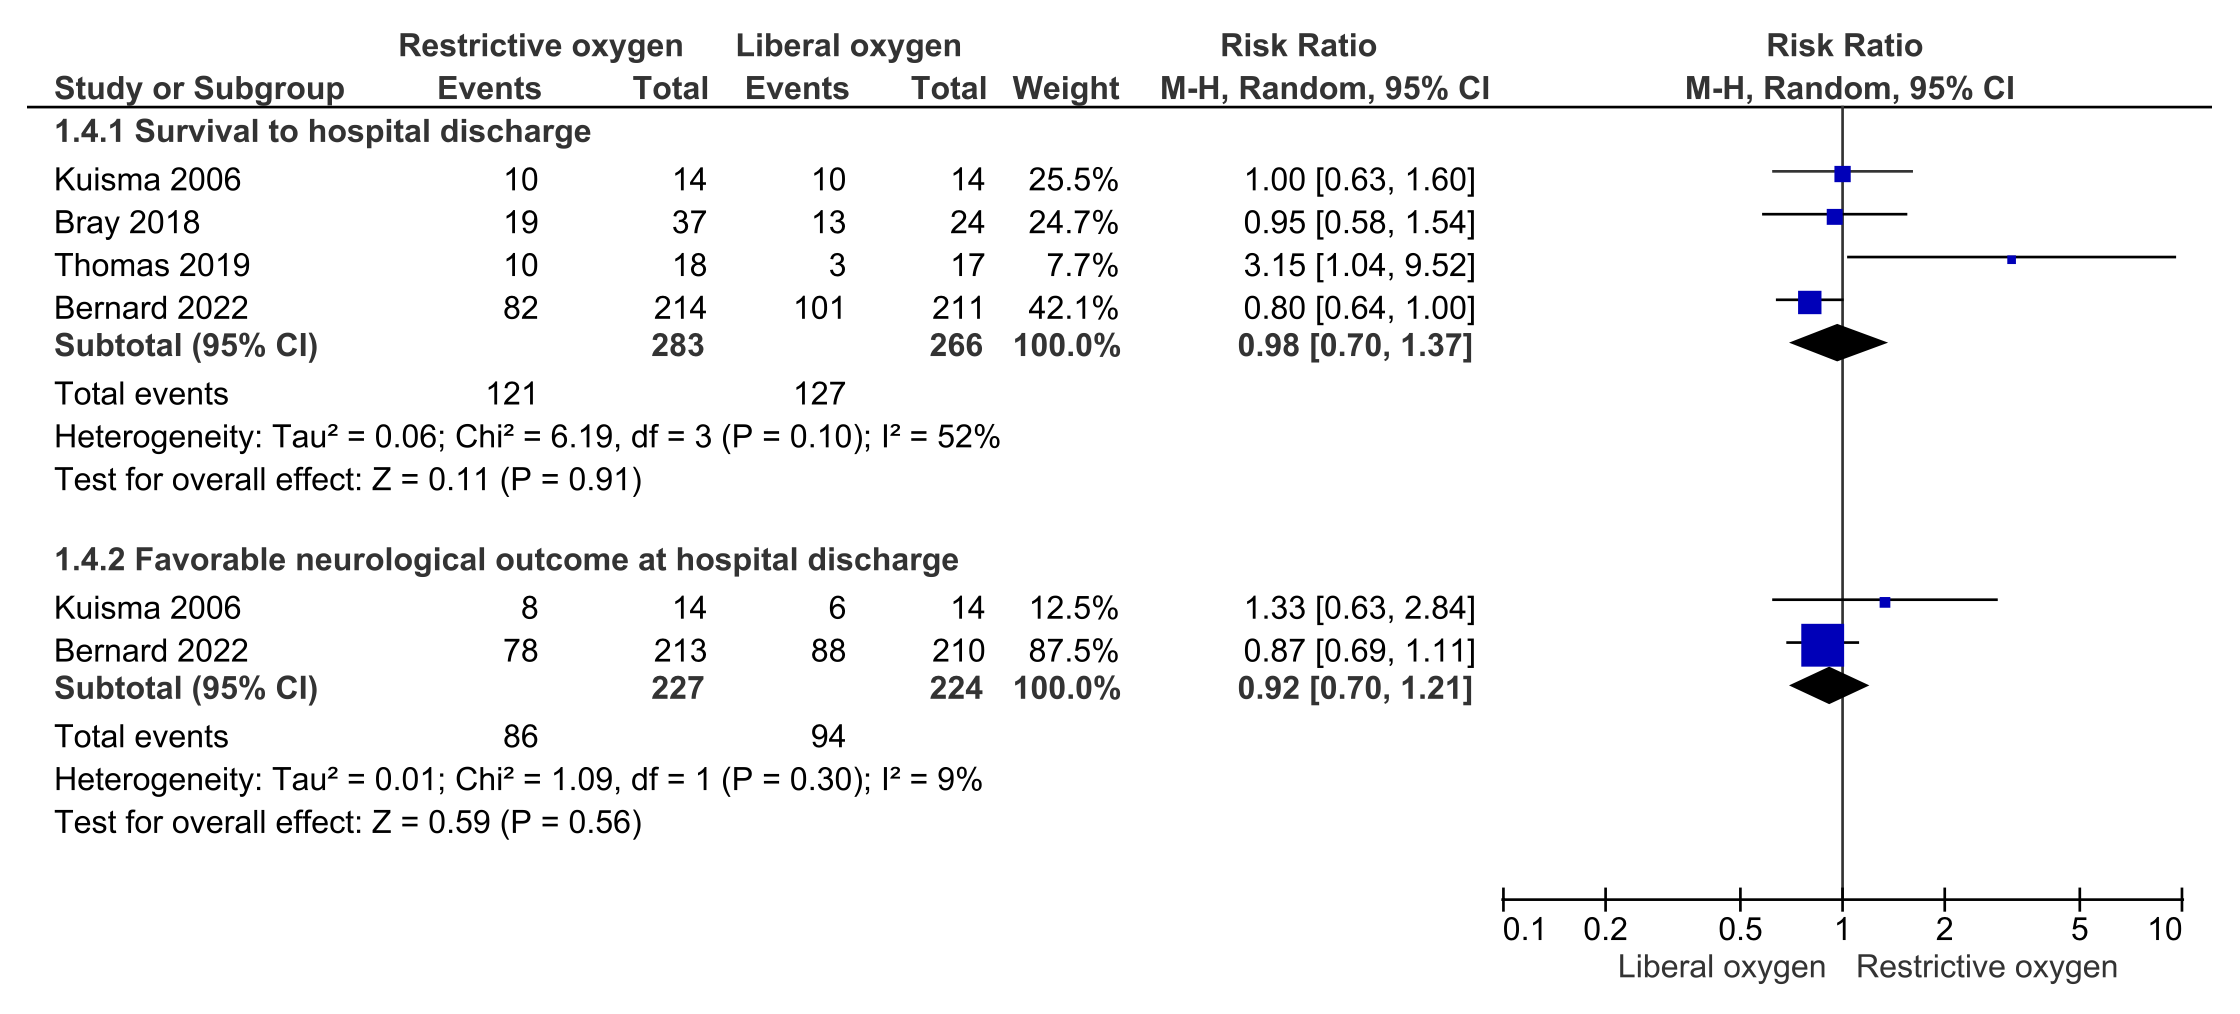 Restrictive oxygen Liberal oxygen Risk Ratio Risk Ratio
Study or Subgroup Events Total Events Total Weight M-H, Random, 95% CI M-H, Random, 95% CI
1.4.1 Survival to hospital discharge
Kuisma 2006 10 14 10 14 25.5% 1.00 [0.63, 1.60]
Bray 2018 19 37 13 24 24.7% 0.95 [0.58, 1.54]
Thomas 2019 10 18 3 17 7.7% 3.15 [1.04, 9.52]
Bernard 2022 82 214 101 211 42.1% 0.80 [0.64, 1.00]
Subtotal (95% CI) 283 266 100.0% 0.98 [0.70, 1.37]
Total events 121 127
Heterogeneity: Tau² = 0.06; Chi² = 6.19, df = 3 (P = 0.10); I² = 52%
Test for overall effect: Z = 0.11 (P = 0.91)
1.4.2 Favorable neurological outcome at hospital discharge
Kuisma 2006 8 14 6 14 12.5% 1.33 [0.63, 2.84]
Bernard 2022 78 213 88 210 87.5% 0.87 [0.69, 1.11]
Subtotal (95% CI) 227 224 100.0% 0.92 [0.70, 1.21]
Total events 86 94
Heterogeneity: Tau² = 0.01; Chi² = 1.09, df = 1 (P = 0.30); I² = 9%
Test for overall effect: Z = 0.59 (P = 0.56)
0.1 0.2 0.5 1 2 5 10
Liberal oxygen Restrictive oxygen